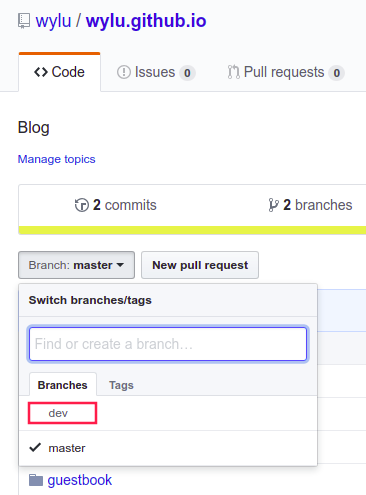 wylu / wylu.github.io
Code Issues 0 Pull requests 0
Blog
Manage topics
2 commits 2 branches
Branch: master New pull request
Switch branches/tags
Find or create a branch…
Branches Tags
dev
master
guestbook